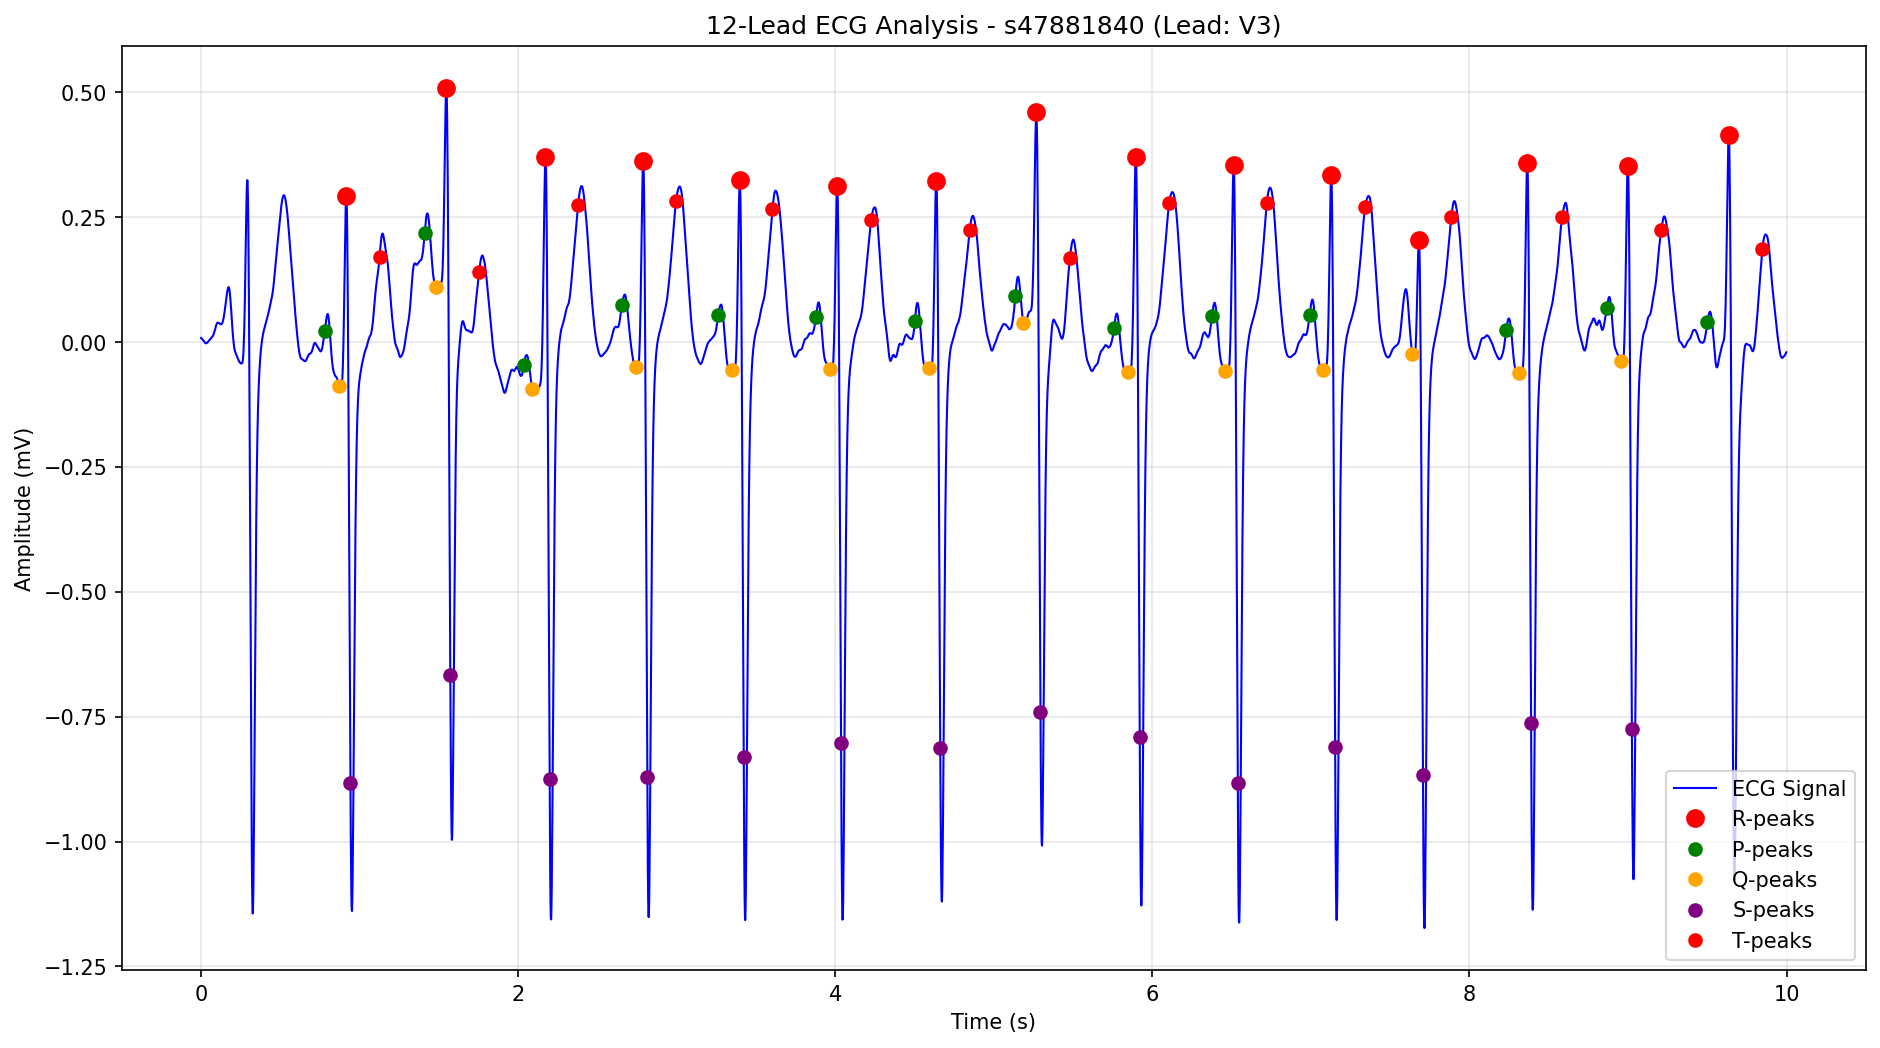 12-Lead ECG Analysis - s47881840 (Lead: V3)
Amplitude (mV)
0.50
0.25
0.00
−0.25
−0.50
−0.75
−1.00
−1.25
ECG Signal
R-peaks
P-peaks
Q-peaks
S-peaks
T-peaks
0 2 4 6 8 10
Time (s)